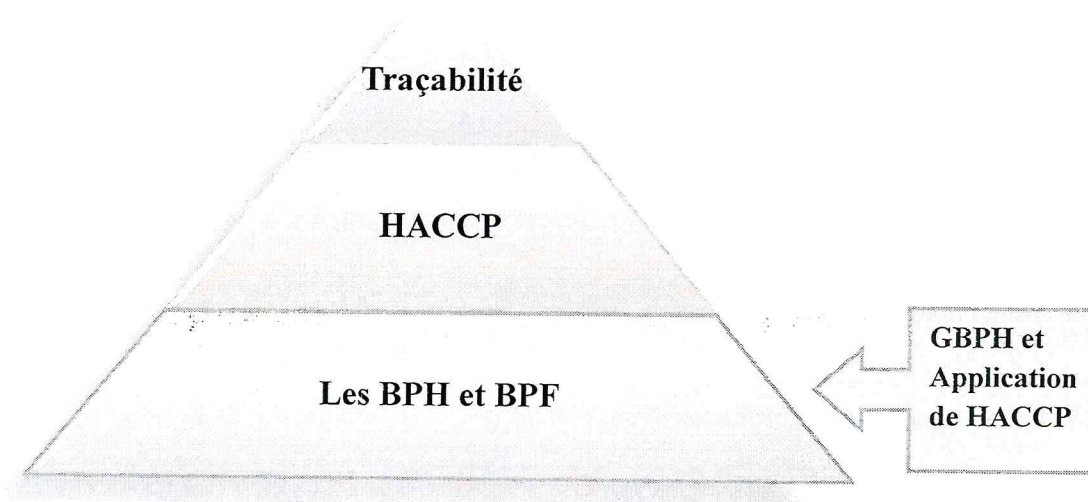 Traçabilité
HACCP
Les BPH et BPF
GBPH et
Application
de HACCP